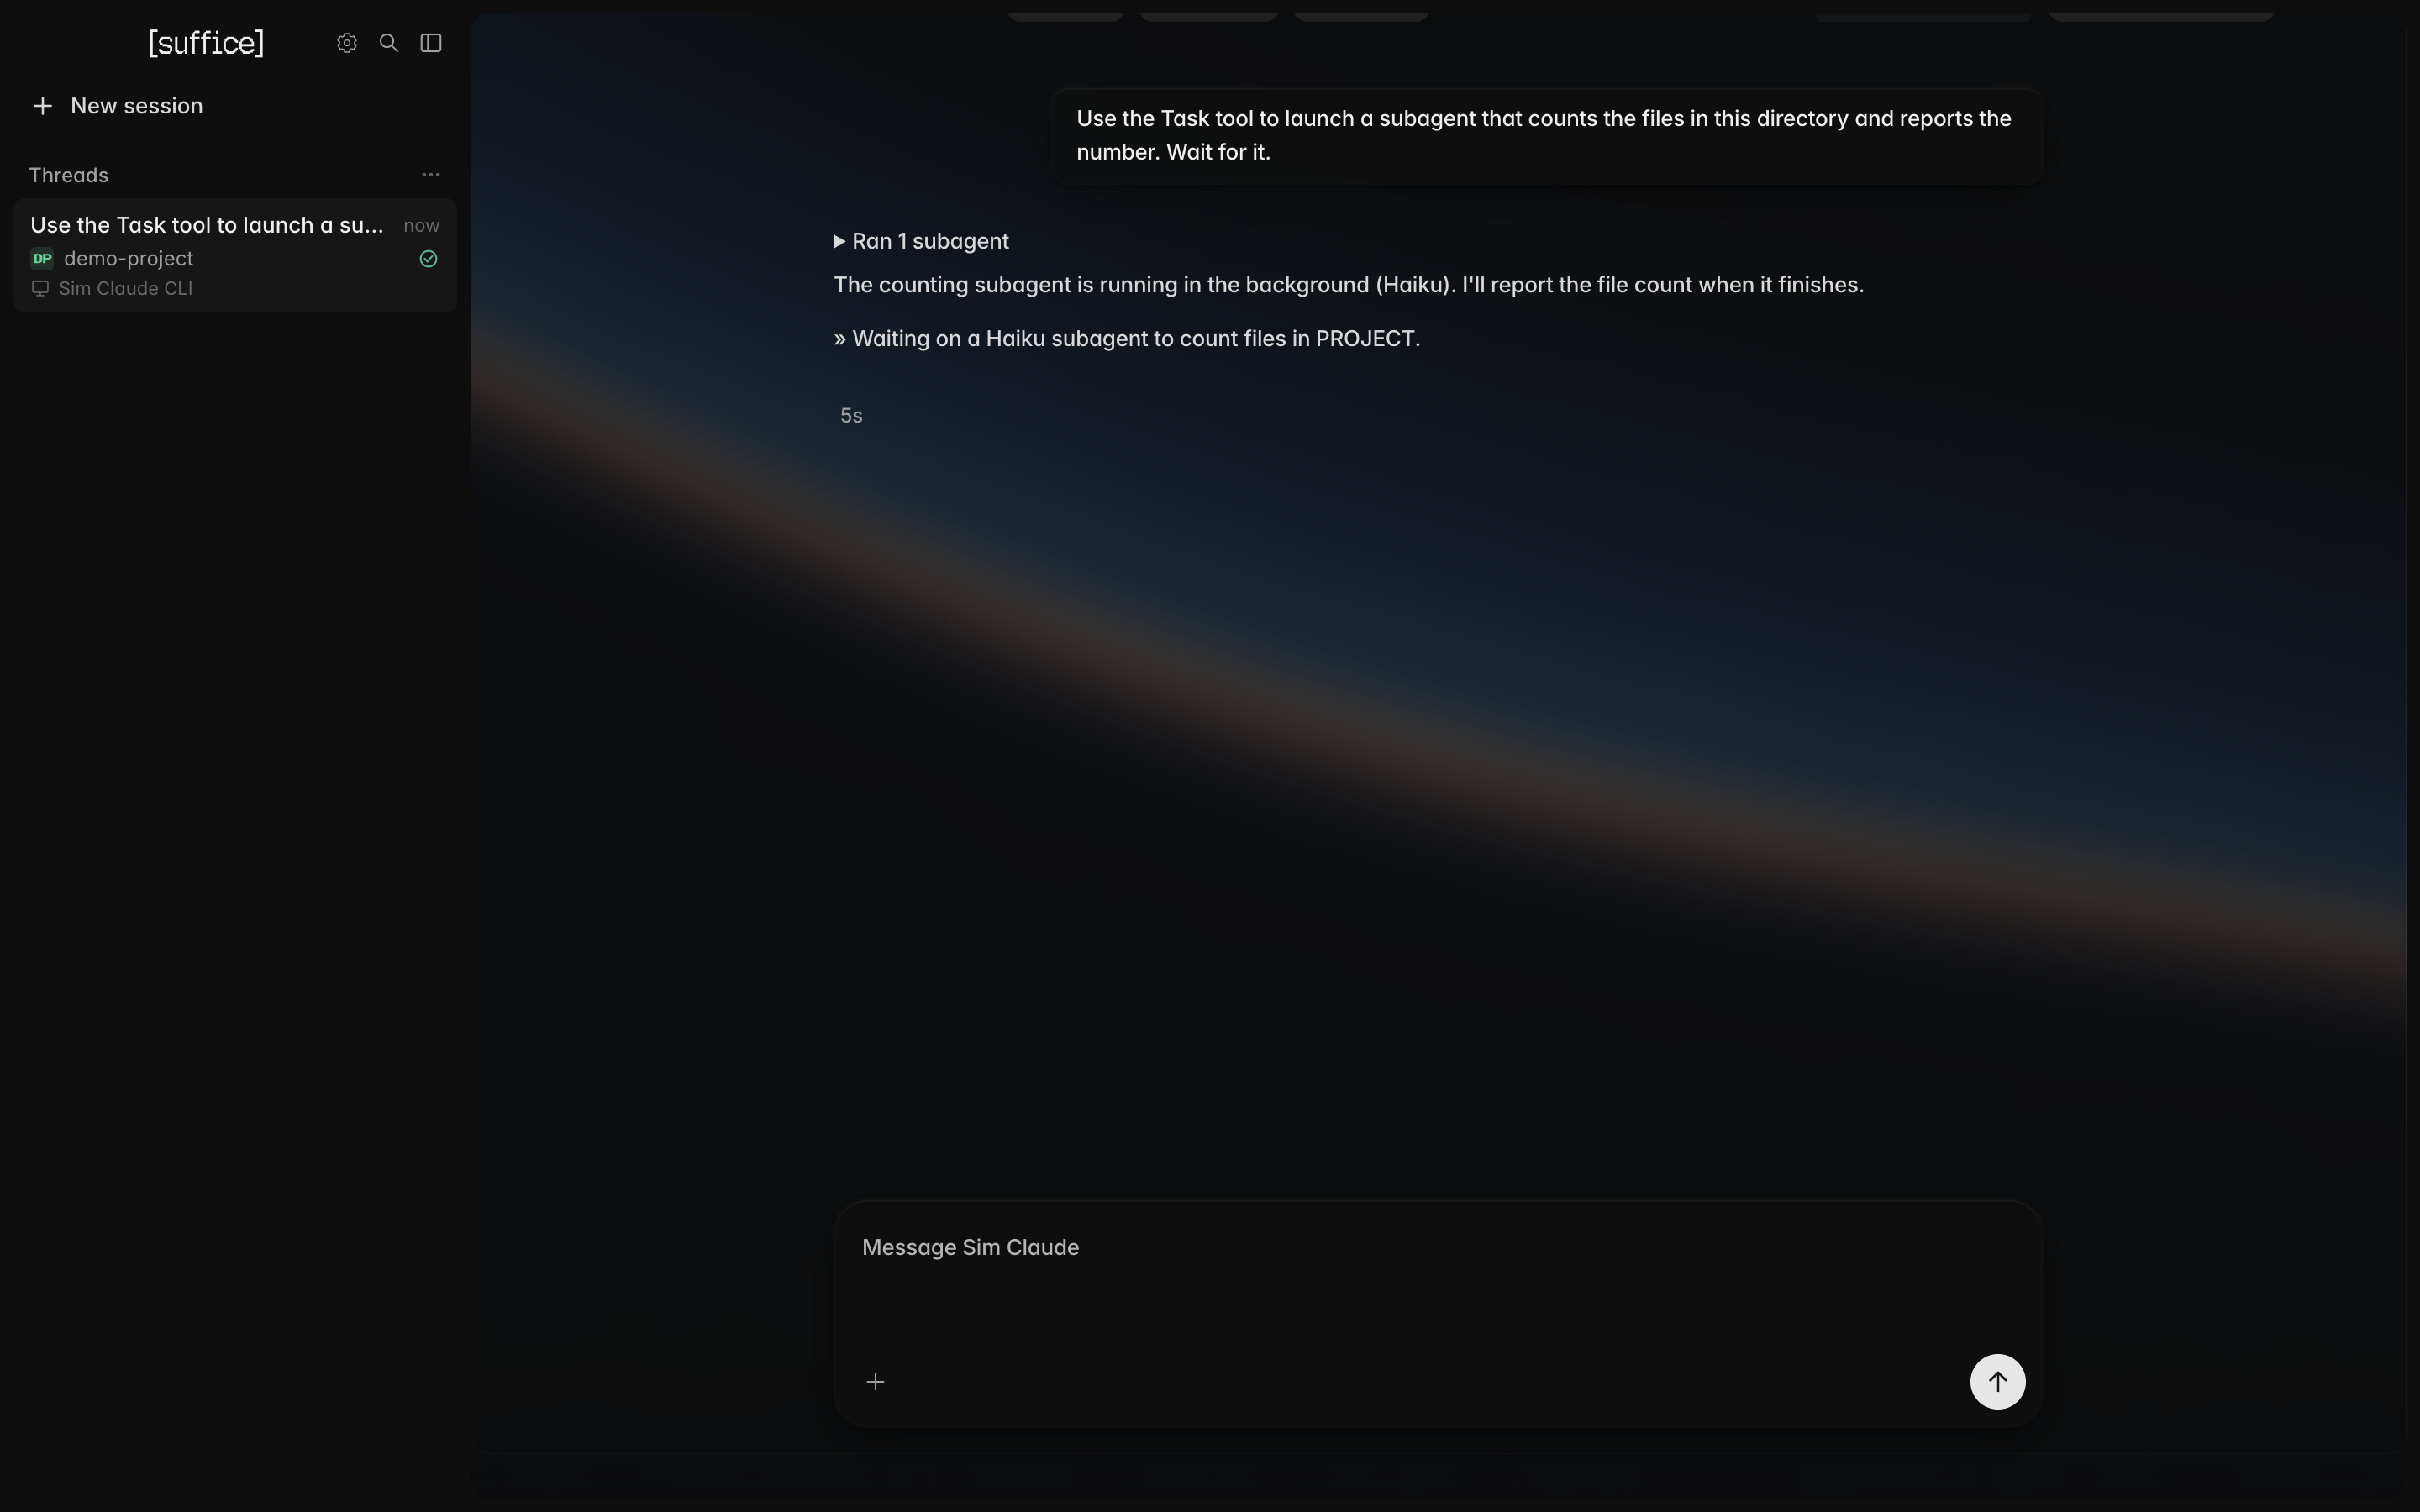 [suffice]
New session
Threads
Use the Task tool to launch a su... now
DP demo-project
Sim Claude CLI
Use the Task tool to launch a subagent that counts the files in this directory and reports the
number. Wait for it.
▶ Ran 1 subagent
The counting subagent is running in the background (Haiku). I'll report the file count when it finishes.
» Waiting on a Haiku subagent to count files in PROJECT.
5s
Message Sim Claude